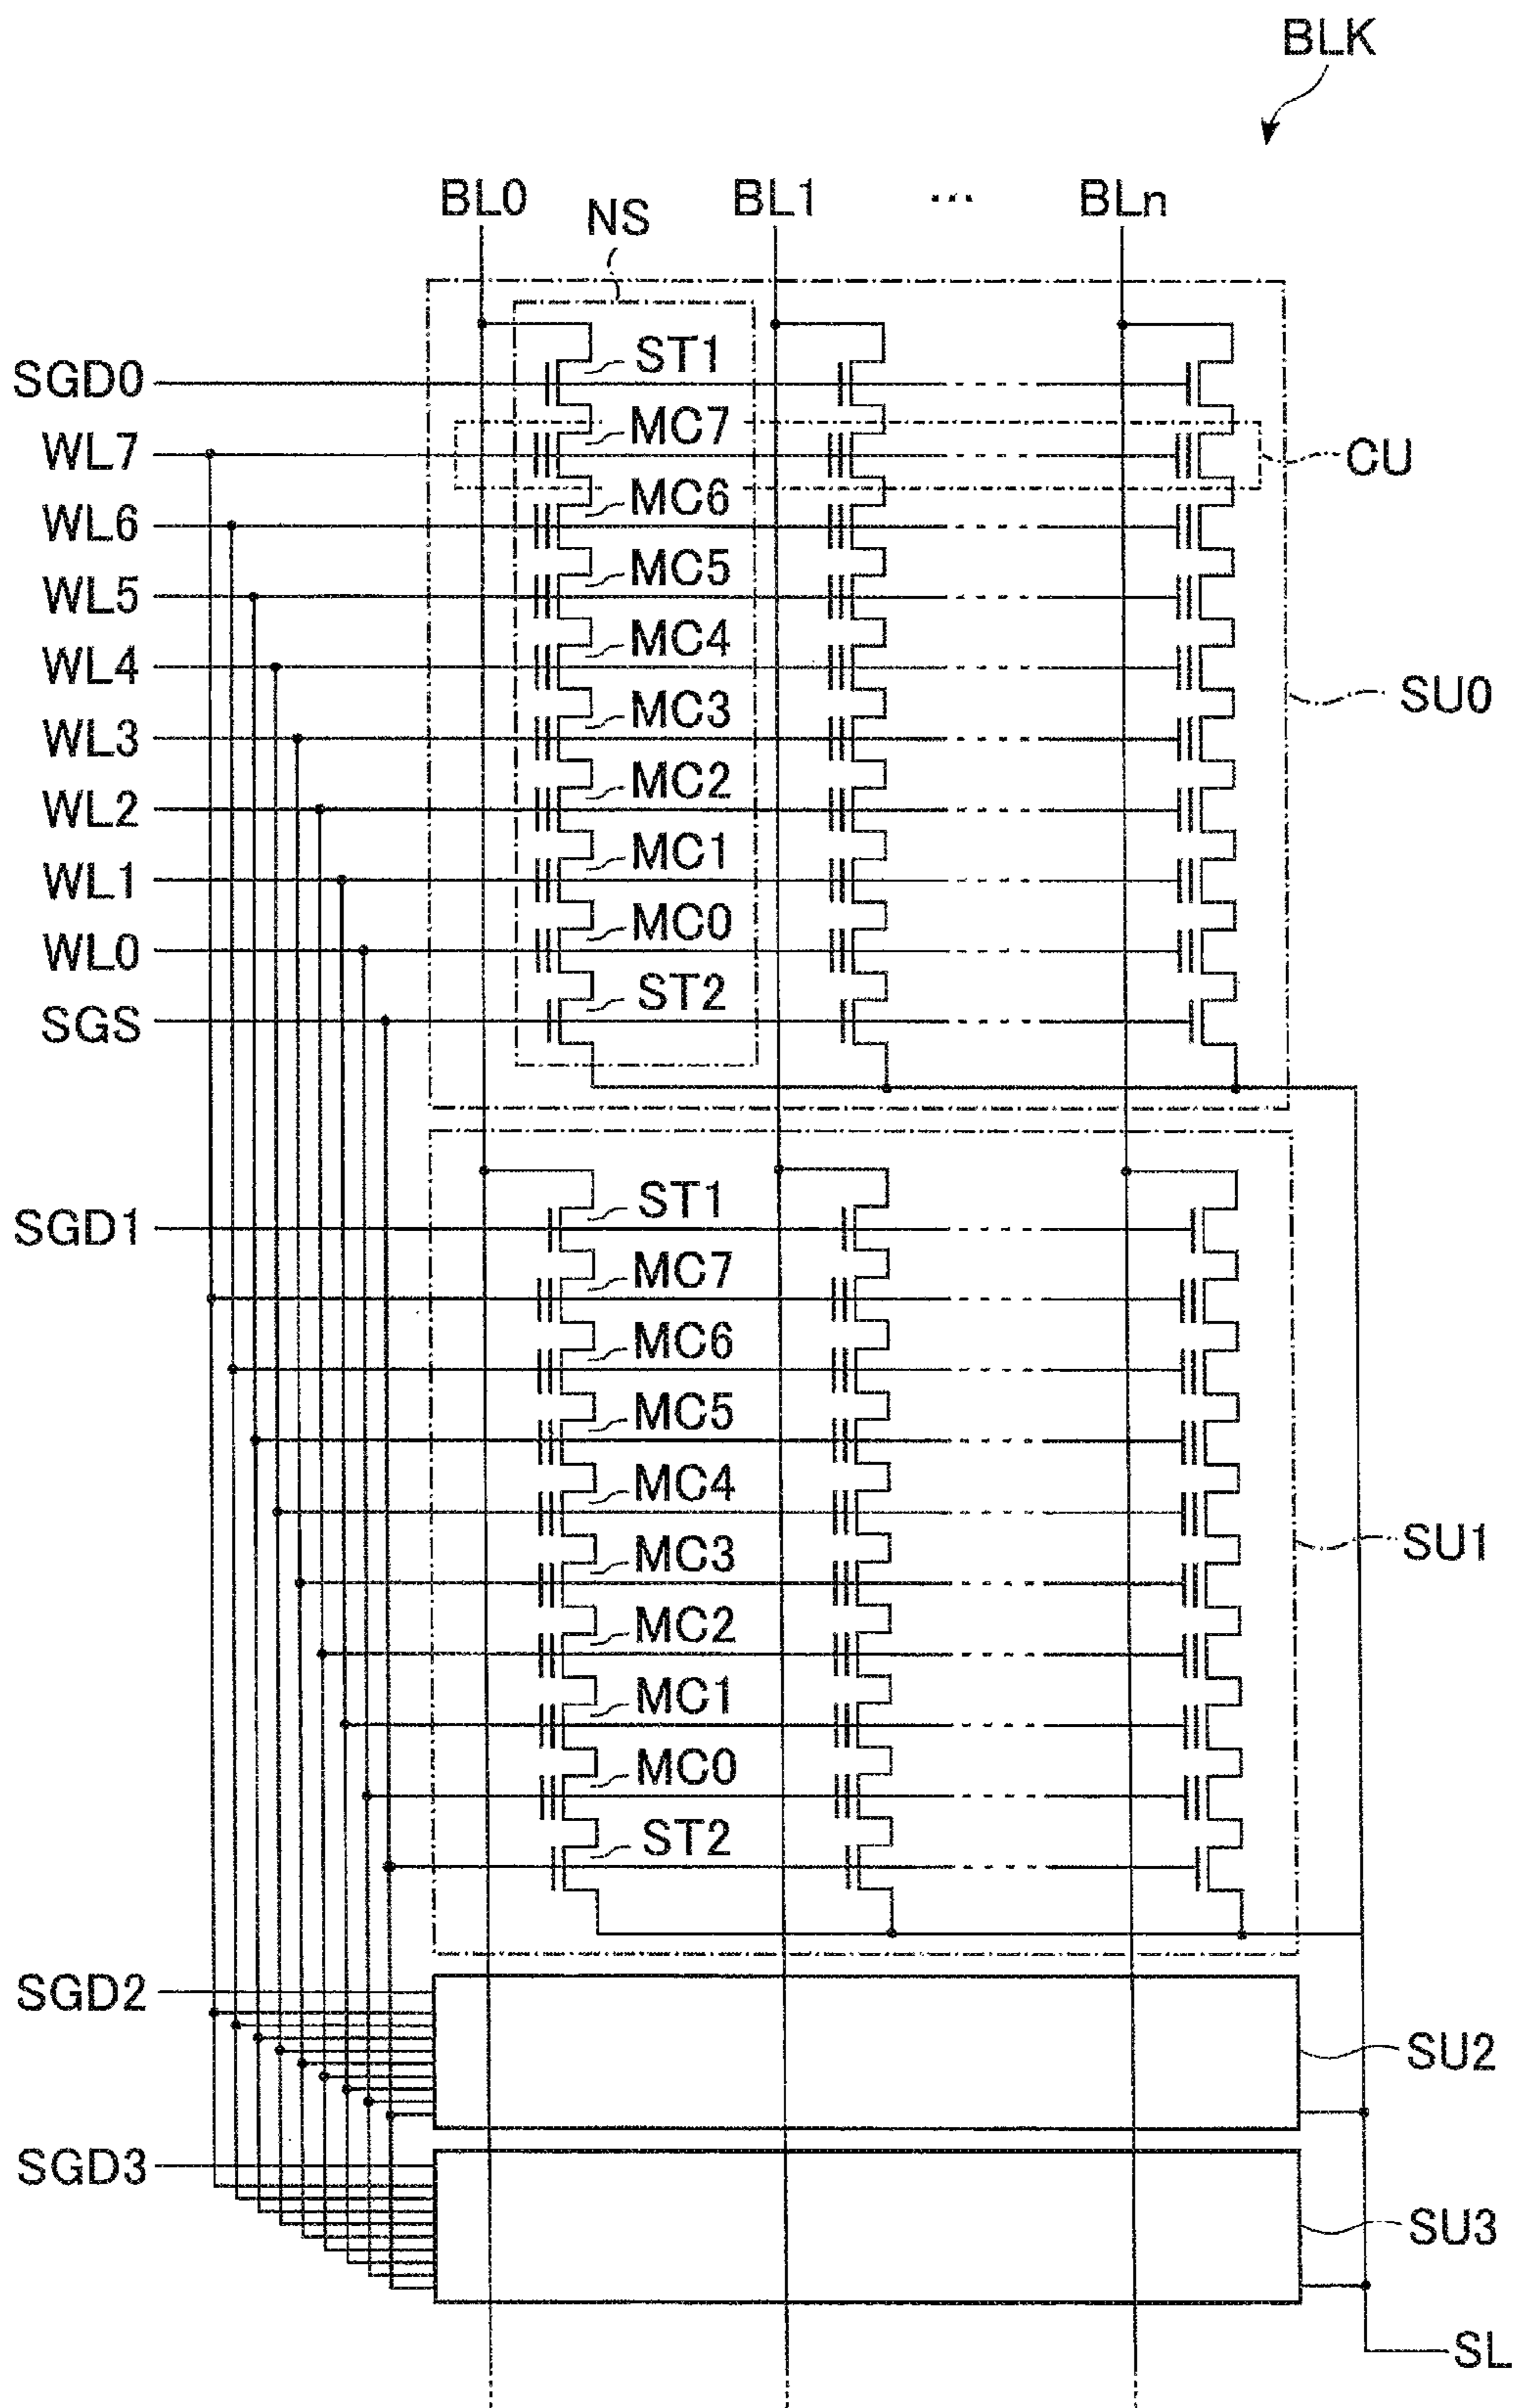 BLK
BL0 BL1 ... BLn
NS
SGD0 ST1
WL7 MC7 CU
WL6 MC6
WL5 MC5
WL4 MC4
WL3 MC3 SU0
WL2 MC2
WL1 MC1
WL0 MC0
SGS ST2
SGD1 ST1
MC7
MC6
MC5
MC4
MC3 SU1
MC2
MC1
MC0
ST2
SGD2
SU2
SGD3
SU3
SL